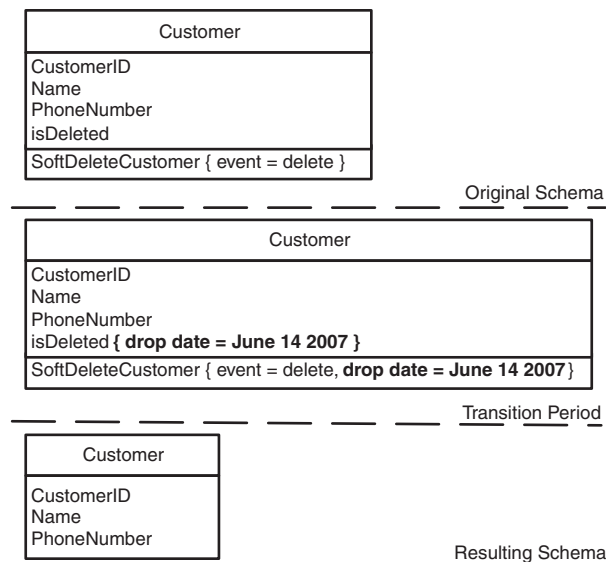 Customer
CustomerID
Name
PhoneNumber
isDeleted
SoftDeleteCustomer { event = delete }
Original Schema
Customer
CustomerID
Name
PhoneNumber
isDeleted { drop date = June 14 2007 }
SoftDeleteCustomer { event = delete, drop date = June 14 2007}
Transition Period
Customer
CustomerID
Name
PhoneNumber
Resulting Schema